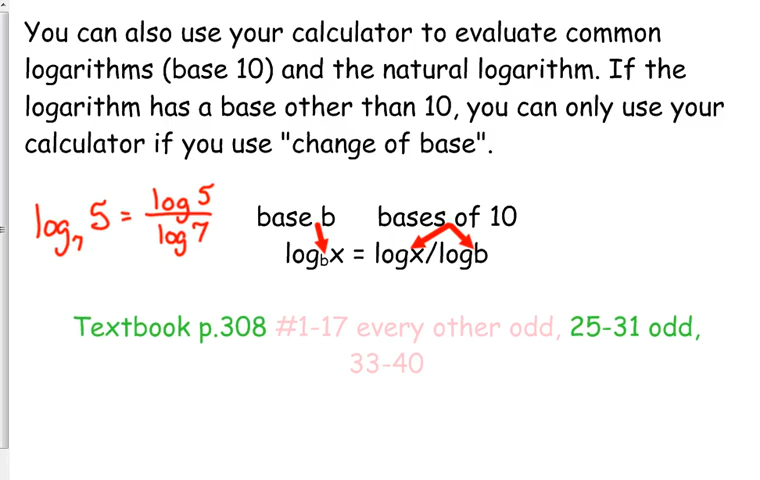 You can also use your calculator to evaluate common
logarithms (base 10) and the natural logarithm. If the
logarithm has a base other than 10, you can only use your
calculator if you use "change of base".
log₇ 5 = log 5 / log 7
base b bases of 10
log_b x = logx/logb
Textbook p.308 #1-17 every other odd, 25-31 odd,
33-40